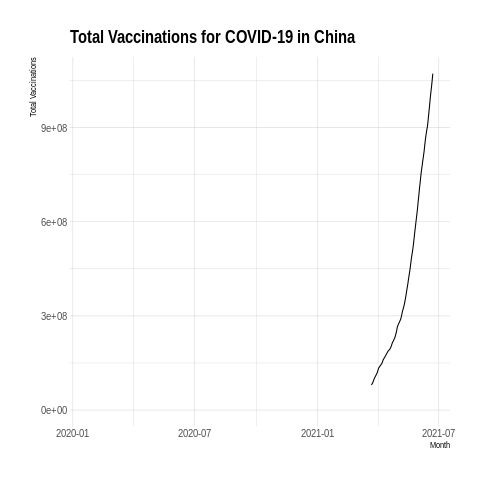 Total Vaccinations for COVID-19 in China
Total Vaccinations
9e+08
6e+08
3e+08
0e+00
2020-01 2020-07 2021-01 2021-07
Month